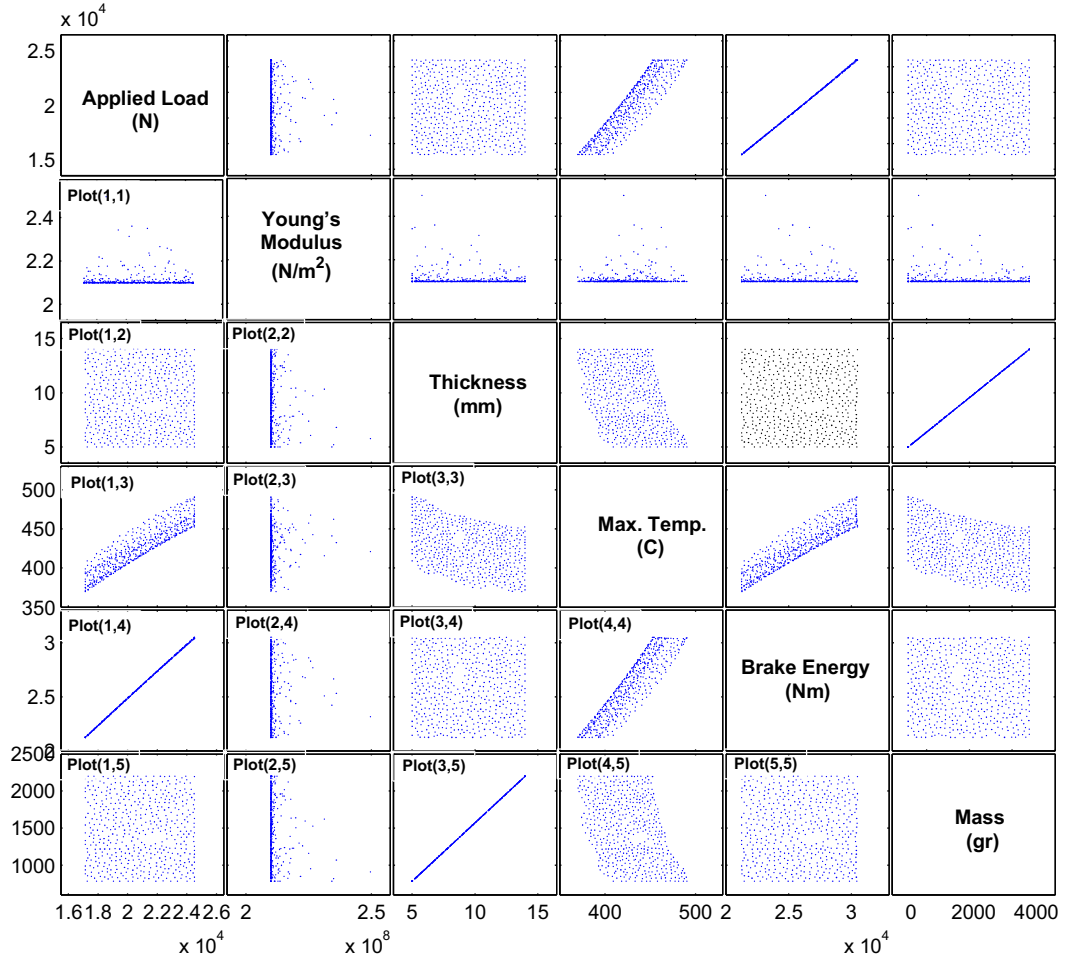 x 10^4
2.5
2
1.5
Applied Load
(N)
Plot(1,1)
2.4
2.2
2
Young's
Modulus
(N/m^2)
Plot(1,2)
Plot(2,2)
15
10
5
Thickness
(mm)
Plot(1,3)
Plot(2,3)
Plot(3,3)
500
450
400
350
Max. Temp.
(C)
Plot(1,4)
Plot(2,4)
Plot(3,4)
Plot(4,4)
3
2.5
2
Brake Energy
(Nm)
Plot(1,5)
Plot(2,5)
Plot(3,5)
Plot(4,5)
Plot(5,5)
2500
2000
1500
1000
Mass
(gr)
1.6 1.8 2 2.2 2.4 2.6 2 2.5 5 10 15 400 500 2 3 0 2000 4000
x 10^4 x 10^8 x 10^4